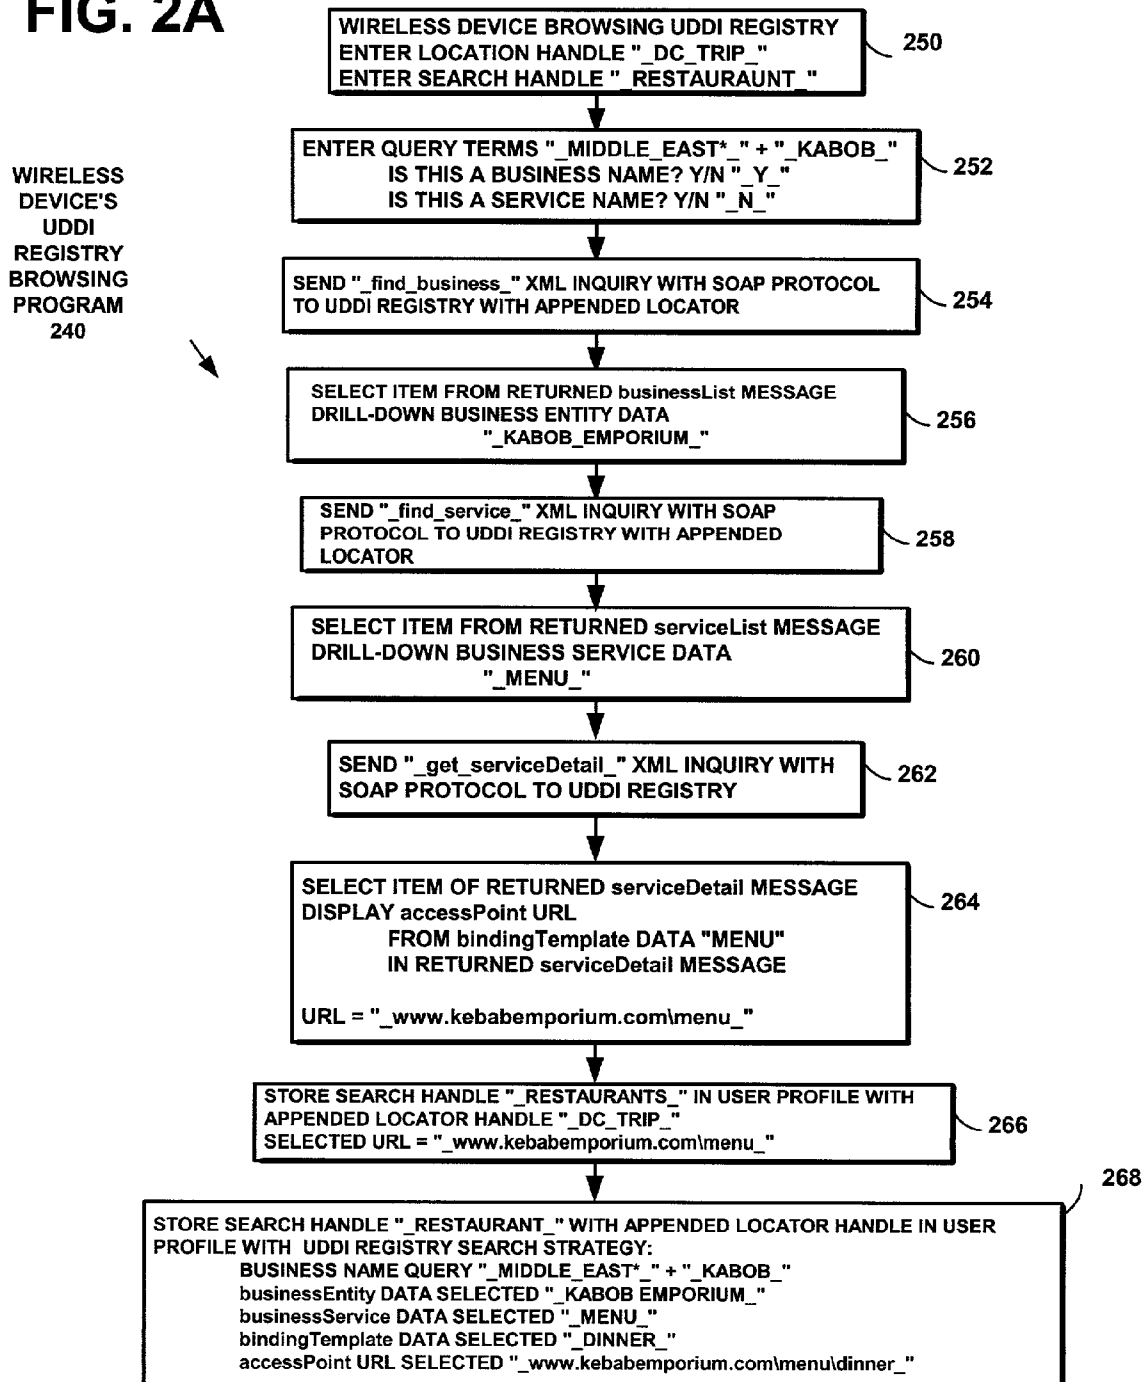 FIG. 2A
WIRELESS DEVICE BROWSING UDDI REGISTRY
ENTER LOCATION HANDLE "_DC_TRIP_"
ENTER SEARCH HANDLE "_RESTAURAUNT_"
250
ENTER QUERY TERMS "_MIDDLE_EAST*_" + "_KABOB_"
IS THIS A BUSINESS NAME? Y/N "_Y_"
IS THIS A SERVICE NAME? Y/N "_N_"
252
WIRELESS
DEVICE'S
UDDI
REGISTRY
BROWSING
PROGRAM
240
SEND "_find_business_" XML INQUIRY WITH SOAP PROTOCOL
TO UDDI REGISTRY WITH APPENDED LOCATOR
254
SELECT ITEM FROM RETURNED businessList MESSAGE
DRILL-DOWN BUSINESS ENTITY DATA
"_KABOB_EMPORIUM_"
256
SEND "_find_service_" XML INQUIRY WITH SOAP
PROTOCOL TO UDDI REGISTRY WITH APPENDED
LOCATOR
258
SELECT ITEM FROM RETURNED serviceList MESSAGE
DRILL-DOWN BUSINESS SERVICE DATA
"_MENU_"
260
SEND "_get_serviceDetail_" XML INQUIRY WITH
SOAP PROTOCOL TO UDDI REGISTRY
262
SELECT ITEM OF RETURNED serviceDetail MESSAGE
DISPLAY accessPoint URL
FROM bindingTemplate DATA "MENU"
IN RETURNED serviceDetail MESSAGE
URL = "_www.kebabemporium.com\menu_"
264
STORE SEARCH HANDLE "_RESTAURANTS_" IN USER PROFILE WITH
APPENDED LOCATOR HANDLE "_DC_TRIP_"
SELECTED URL = "_www.kebabemporium.com\menu_"
266
268
STORE SEARCH HANDLE "_RESTAURANT_" WITH APPENDED LOCATOR HANDLE IN USER
PROFILE WITH UDDI REGISTRY SEARCH STRATEGY:
BUSINESS NAME QUERY "_MIDDLE_EAST*_" + "_KABOB_"
businessEntity DATA SELECTED "_KABOB EMPORIUM_"
businessService DATA SELECTED "_MENU_"
bindingTemplate DATA SELECTED "_DINNER_"
accessPoint URL SELECTED "_www.kebabemporium.com\menu\dinner_"